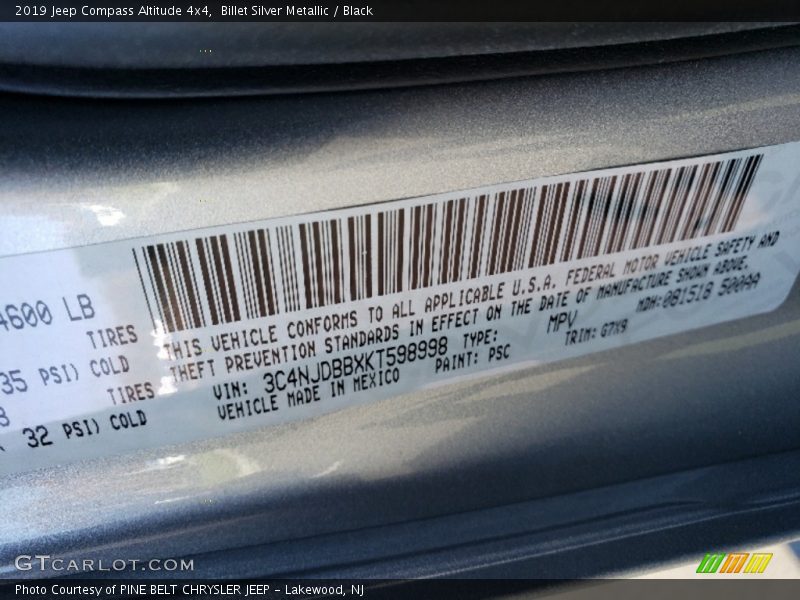 2019 Jeep Compass Altitude 4x4, Billet Silver Metallic / Black
4600 LB
TIRES
35 PSI) COLD
TIRES
32 PSI) COLD
THIS VEHICLE CONFORMS TO ALL APPLICABLE U.S.A. FEDERAL MOTOR VEHICLE SAFETY AND
THEFT PREVENTION STANDARDS IN EFFECT ON THE DATE OF MANUFACTURE SHOWN ABOVE.
VIN: 3C4NJDBBXKT598998 TYPE: MPV MDH:081518 500AA
VEHICLE MADE IN MEXICO PAINT: PSC TRIM: G7X9
GTCARLOT.COM
Photo Courtesy of PINE BELT CHRYSLER JEEP - Lakewood, NJ